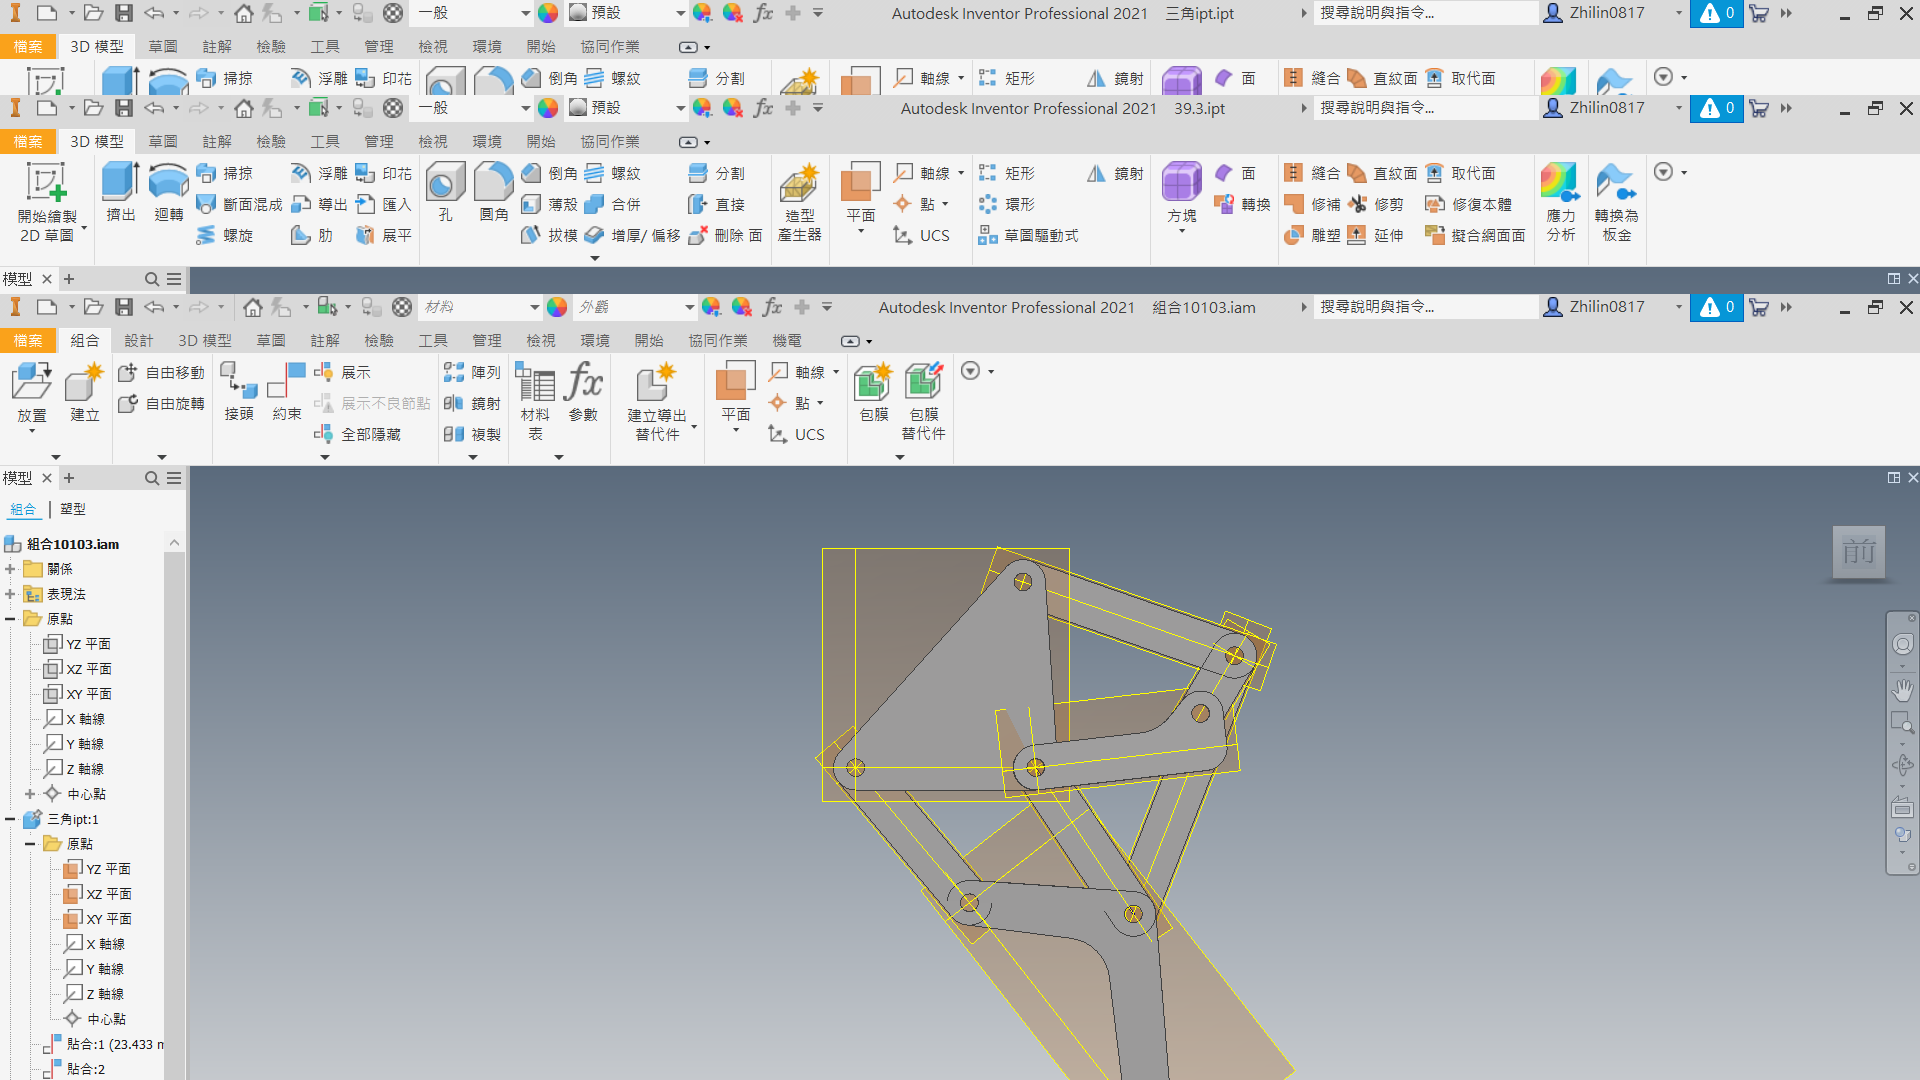 一般 預設 fx Autodesk Inventor Professional 2021 三角ipt.ipt 搜尋說明與指令... Zhilin0817 0
檔案 3D 模型 草圖 註解 檢驗 工具 管理 檢視 環境 開始 協同作業
掃掠 浮雕 印花 倒角 螺紋 分割 軸線 矩形 鏡射 面 縫合 直紋面 取代面
一般 預設 fx Autodesk Inventor Professional 2021 39.3.ipt 搜尋說明與指令... Zhilin0817 0
檔案 3D 模型 草圖 註解 檢驗 工具 管理 檢視 環境 開始 協同作業
掃掠 浮雕 印花 倒角 螺紋 分割 軸線 矩形 鏡射 面 縫合 直紋面 取代面
開始繪製 擠出 迴轉 斷面混成 導出 匯入 孔 圓角 薄殼 合併 直接 造型 平面 點 環形 方塊 轉換 修補 修剪 修復本體 應力 轉換為
2D 草圖 螺旋 肋 展平 拔模 增厚/ 偏移 刪除 面 產生器 UCS 草圖驅動式 雕塑 延伸 擬合網面面 分析 板金
模型
材料 外觀 fx Autodesk Inventor Professional 2021 組合10103.iam 搜尋說明與指令... Zhilin0817 0
檔案 組合 設計 3D 模型 草圖 註解 檢驗 工具 管理 檢視 環境 開始 協同作業 機電
自由移動 展示 陣列 fx 軸線
放置 建立 自由旋轉 接頭 約束 展示不良節點 鏡射 材料 參數 建立導出 平面 點 包膜 包膜
全部隱藏 複製 表 替代件 UCS 替代件
模型
組合 塑型
組合10103.iam
關係
表現法
原點
YZ 平面
XZ 平面
XY 平面
X 軸線
Y 軸線
Z 軸線
中心點
三角ipt:1
原點
YZ 平面
XZ 平面
XY 平面
X 軸線
Y 軸線
Z 軸線
中心點
貼合:1 (23.433 m
貼合:2
前